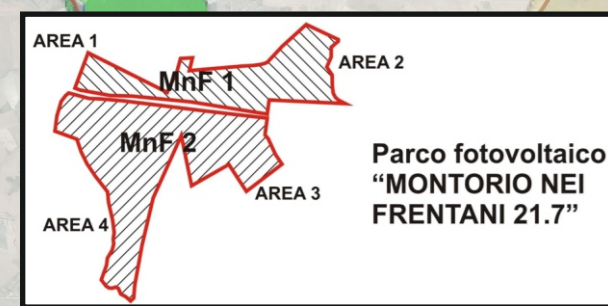 AREA 1
AREA 2
MnF 1
MnF 2
AREA 3
AREA 4
Parco fotovoltaico
“MONTORIO NEI
FRENTANI 21.7”